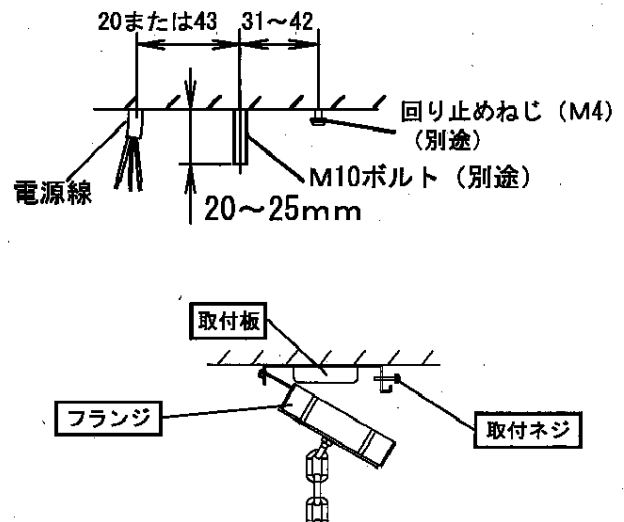 20または43
31～42
回り止めねじ（M4）
（別途）
電源線
M10ボルト（別途）
20～25mm
取付板
フランジ
取付ネジ